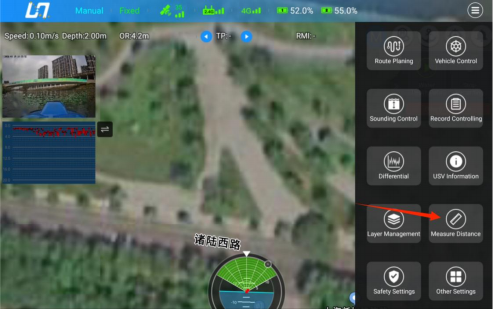 Manual Fixed 4G 52.0% 55.0%
Speed:0.10m/s Depth:2.00m OR:4.2m TP:- RMI:-
Route Planing Vehicle Control
Sounding Control Record Controlling
Differential USV Information
Layer Management Measure Distance
诸陆西路
Safety Settings Other Settings